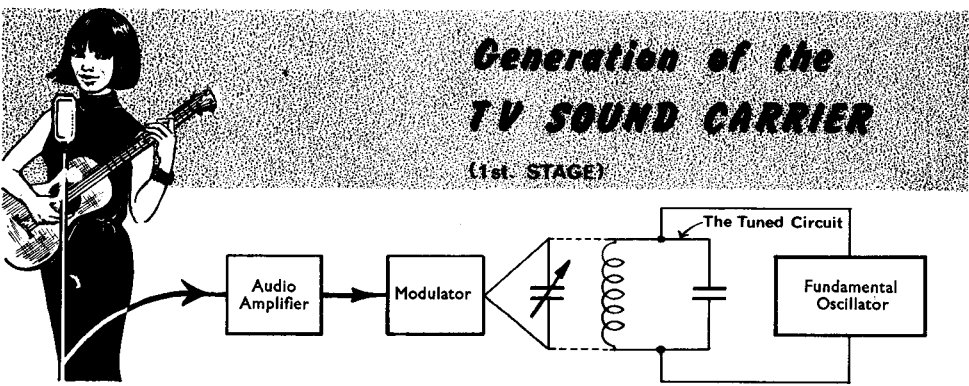 Generation of the
TV SOUND CARRIER
(1st. STAGE)
The Tuned Circuit
Audio
Amplifier
Modulator
Fundamental
Oscillator